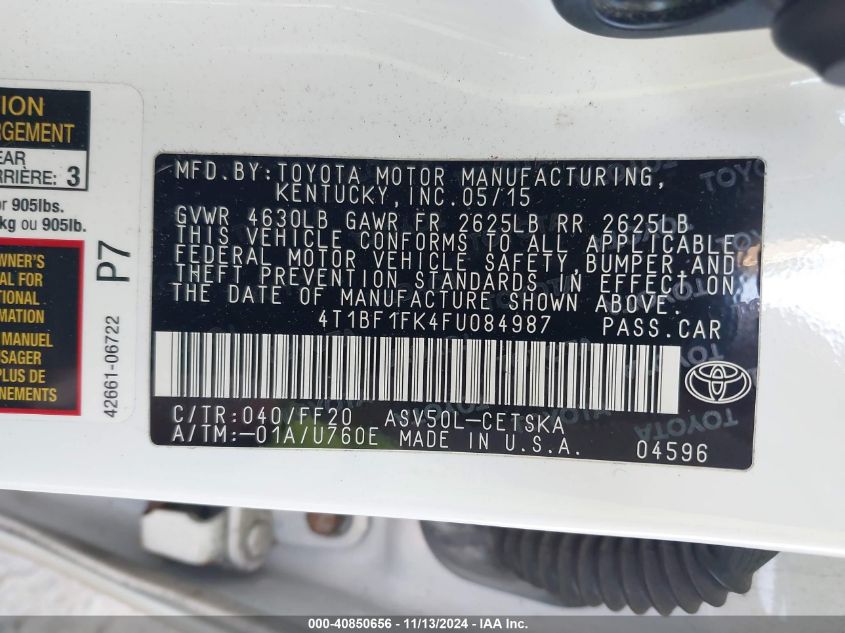 ION
RGEMENT
EAR
RRIÈRE: 3
r 905lbs.
kg ou 905lb.
WNER'S
AL FOR
TIONAL
ATION
MANUEL
SAGER
PLUS DE
NEMENTS
P7
42661-06722
MFD.BY:TOYOTA MOTOR MANUFACTURING,
KENTUCKY,INC.05/15
GVWR 4630LB GAWR FR 2625LB RR 2625LB
THIS VEHICLE CONFORMS TO ALL APPLICABLE
FEDERAL MOTOR VEHICLE SAFETY,BUMPER,AND
THEFT PREVENTION STANDARDS IN EFFECT ON
THE DATE OF MANUFACTURE SHOWN ABOVE.
4T1BF1FK4FU084987 PASS.CAR
C/TR:040/FF20 ASV50L-CETSKA
A/TM:-01A/U760E MADE IN U.S.A. 04596
000-40850656 - 11/13/2024 - IAA, Inc.